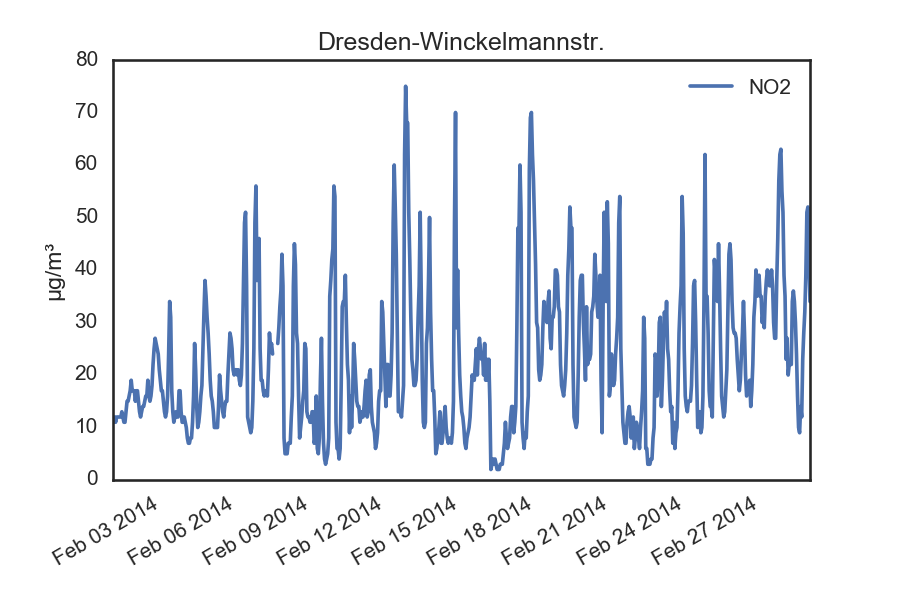 Dresden-Winckelmannstr.
NO2
µg/m³
80
70
60
50
40
30
20
10
0
Feb 03 2014
Feb 06 2014
Feb 09 2014
Feb 12 2014
Feb 15 2014
Feb 18 2014
Feb 21 2014
Feb 24 2014
Feb 27 2014